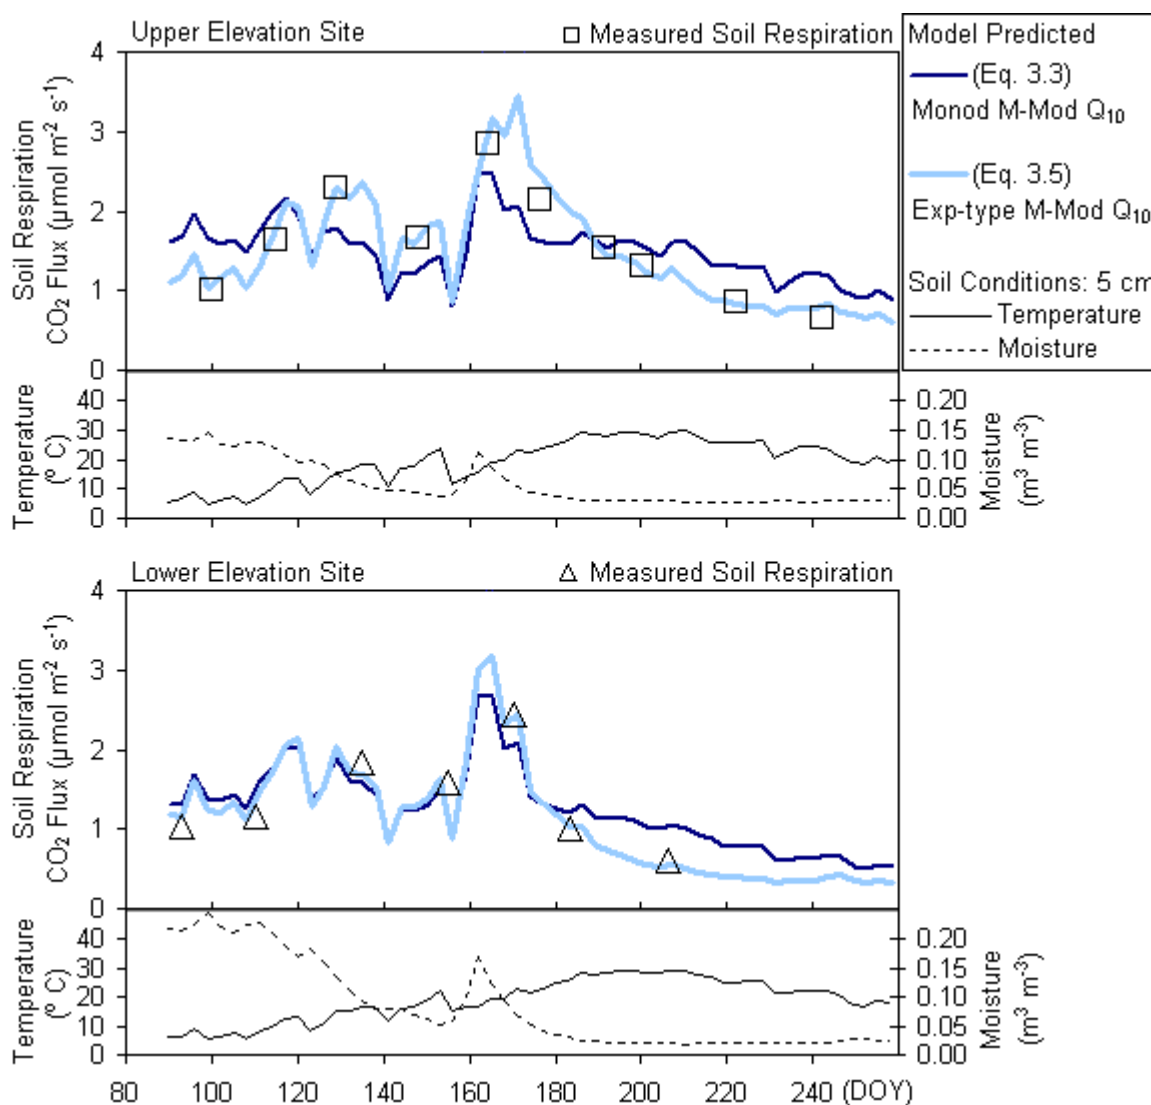 Upper Elevation Site
□ Measured Soil Respiration
Model Predicted
(Eq. 3.3)
Monod M-Mod Q₁₀
(Eq. 3.5)
Exp-type M-Mod Q₁₀
Soil Conditions: 5 cm
Temperature
Moisture
Soil Respiration
CO₂ Flux (µmol m⁻² s⁻¹)
4
3
2
1
0
Temperature
(º C)
40
30
20
10
0
0.20
0.15
0.10
0.05
0.00
Moisture
(m³ m⁻³)
Lower Elevation Site
△ Measured Soil Respiration
Soil Respiration
CO₂ Flux (µmol m⁻² s⁻¹)
4
3
2
1
0
Temperature
(º C)
40
30
20
10
0
0.20
0.15
0.10
0.05
0.00
Moisture
(m³ m⁻³)
80 100 120 140 160 180 200 220 240 (DOY)